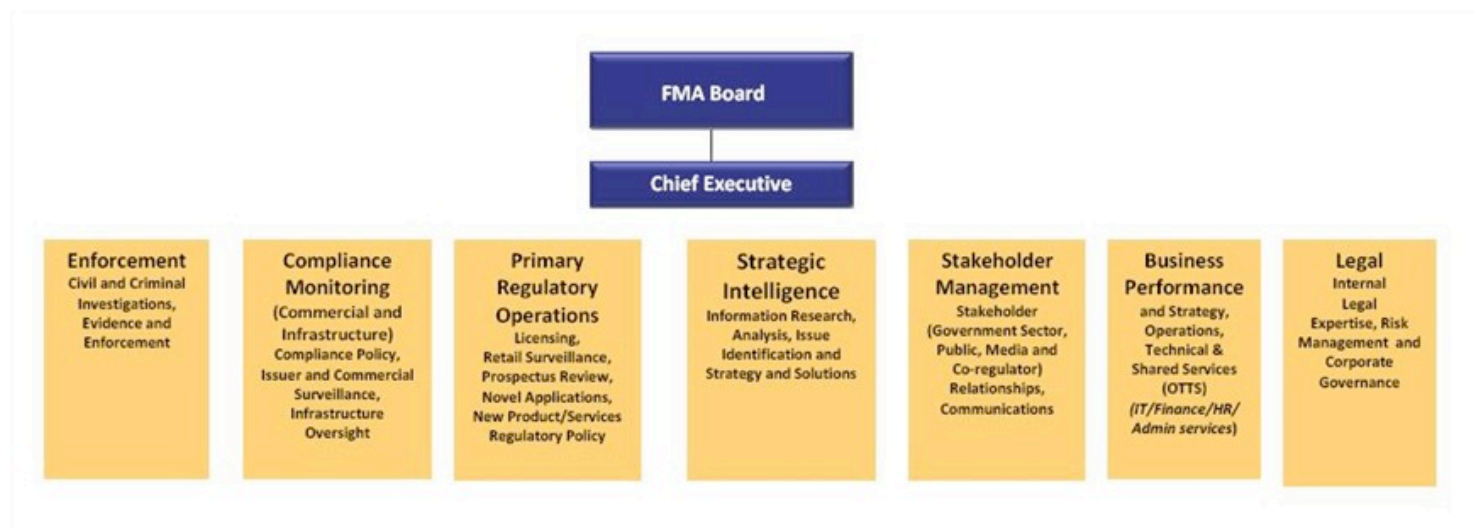 FMA Board
Chief Executive
Enforcement
Civil and Criminal
Investigations,
Evidence and
Enforcement
Compliance
Monitoring
(Commercial and
Infrastructure)
Compliance Policy,
Issuer and Commercial
Surveillance,
Infrastructure
Oversight
Primary
Regulatory
Operations
Licensing,
Retail Surveillance,
Prospectus Review,
Novel Applications,
New Product/Services
Regulatory Policy
Strategic
Intelligence
Information Research,
Analysis, Issue
Identification and
Strategy and Solutions
Stakeholder
Management
Stakeholder
(Government Sector,
Public, Media and
Co-regulator)
Relationships,
Communications
Business
Performance
and Strategy,
Operations,
Technical &
Shared Services
(OTTS)
(IT/Finance/HR/
Admin services)
Legal
Internal
Legal
Expertise, Risk
Management and
Corporate
Governance